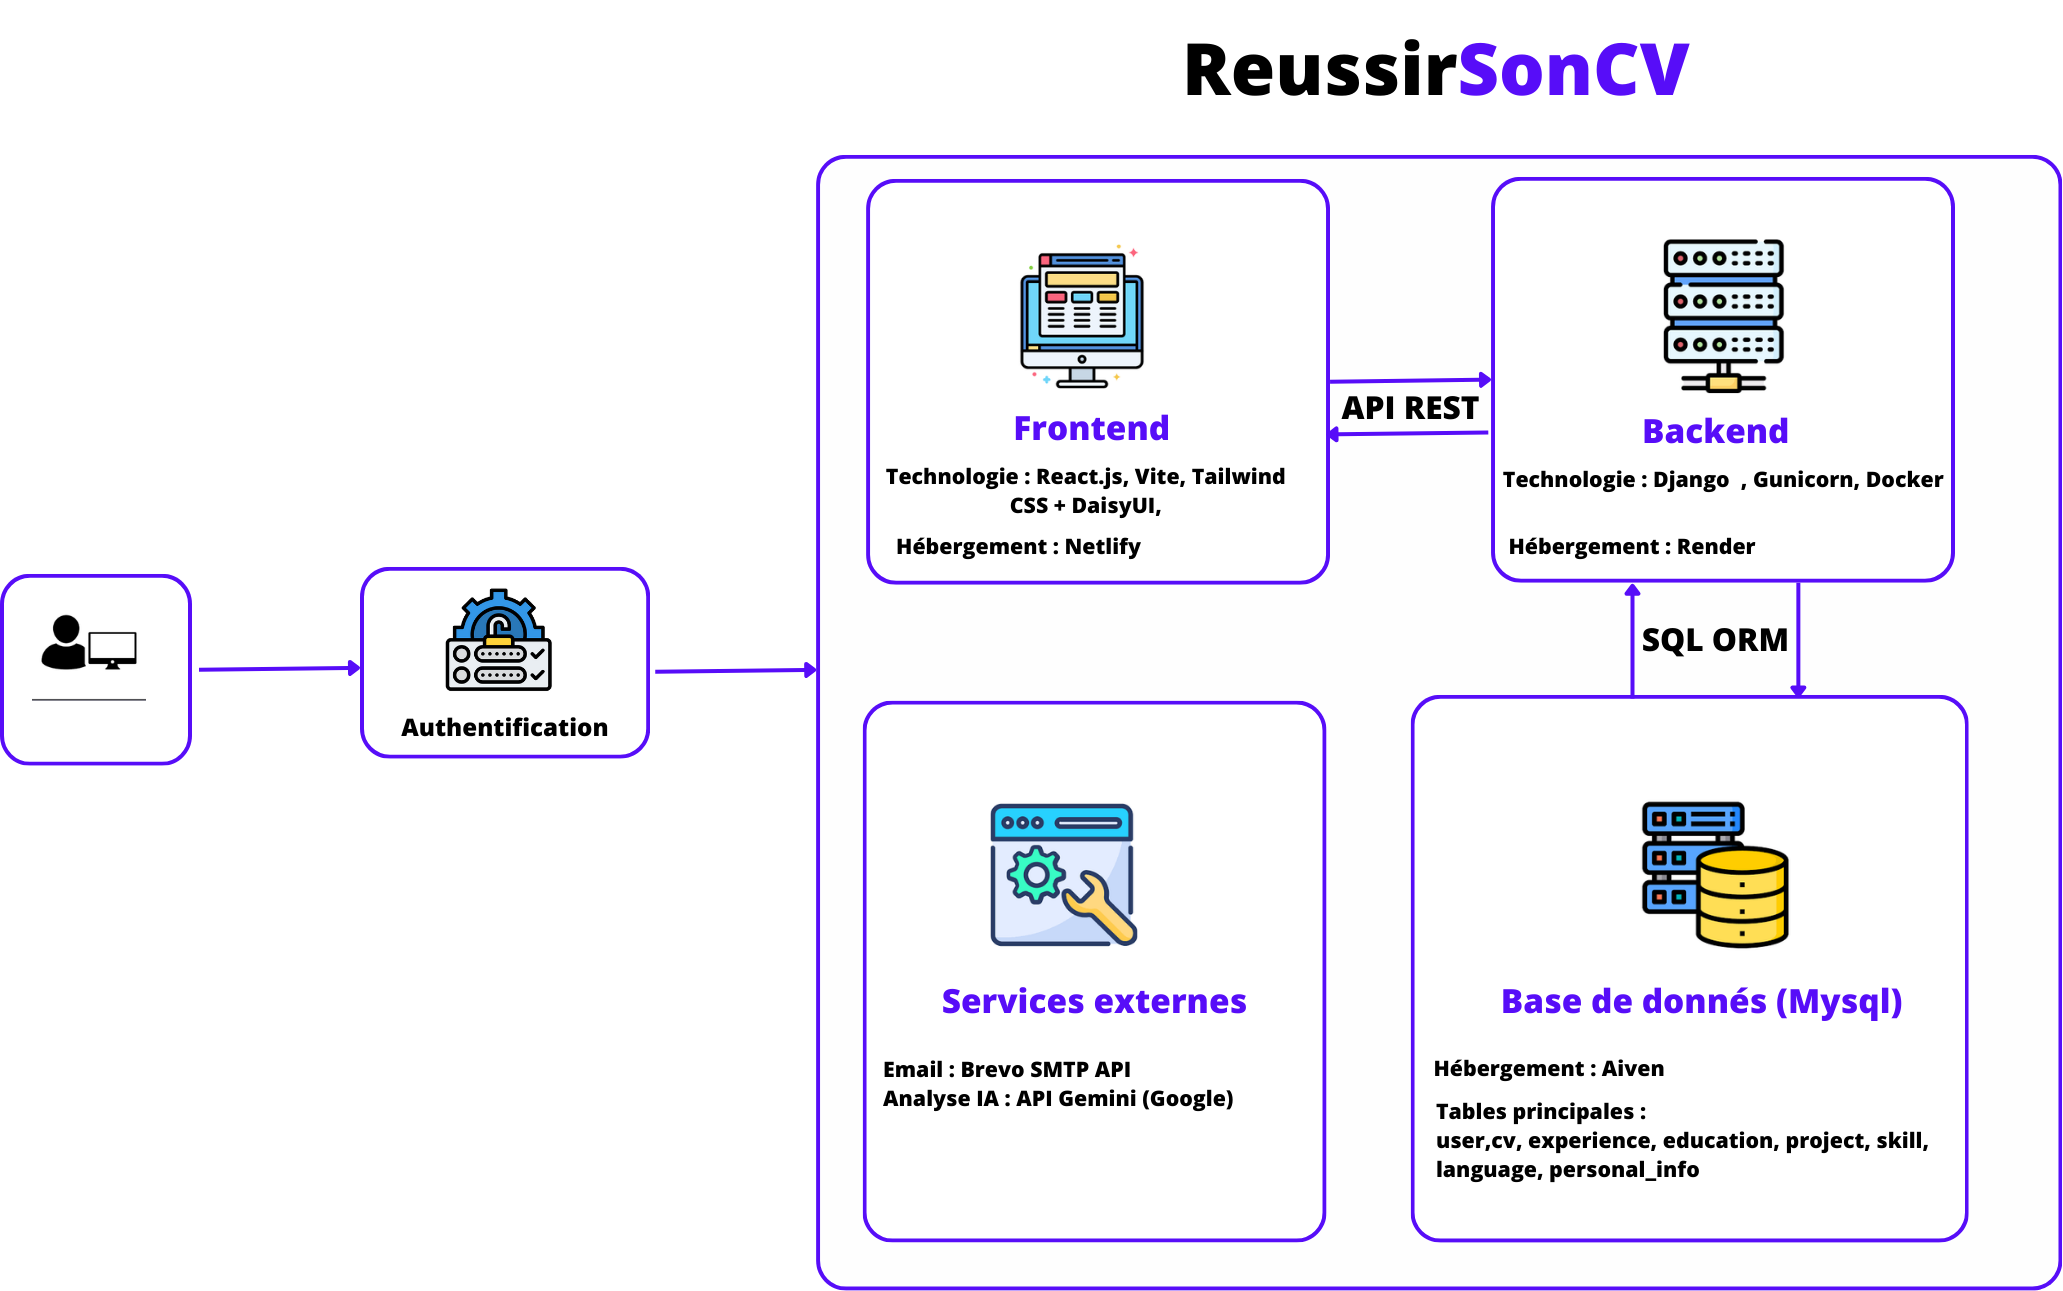 ReussirSonCV
Frontend
Technologie : React.js, Vite, Tailwind
CSS + DaisyUI,
Hébergement : Netlify
API REST
Backend
Technologie : Django  , Gunicorn, Docker
Hébergement : Render
Authentification
SQL ORM
Services externes
Email : Brevo SMTP API
Analyse IA : API Gemini (Google)
Base de donnés (Mysql)
Hébergement : Aiven
Tables principales :
user,cv, experience, education, project, skill,
language, personal_info